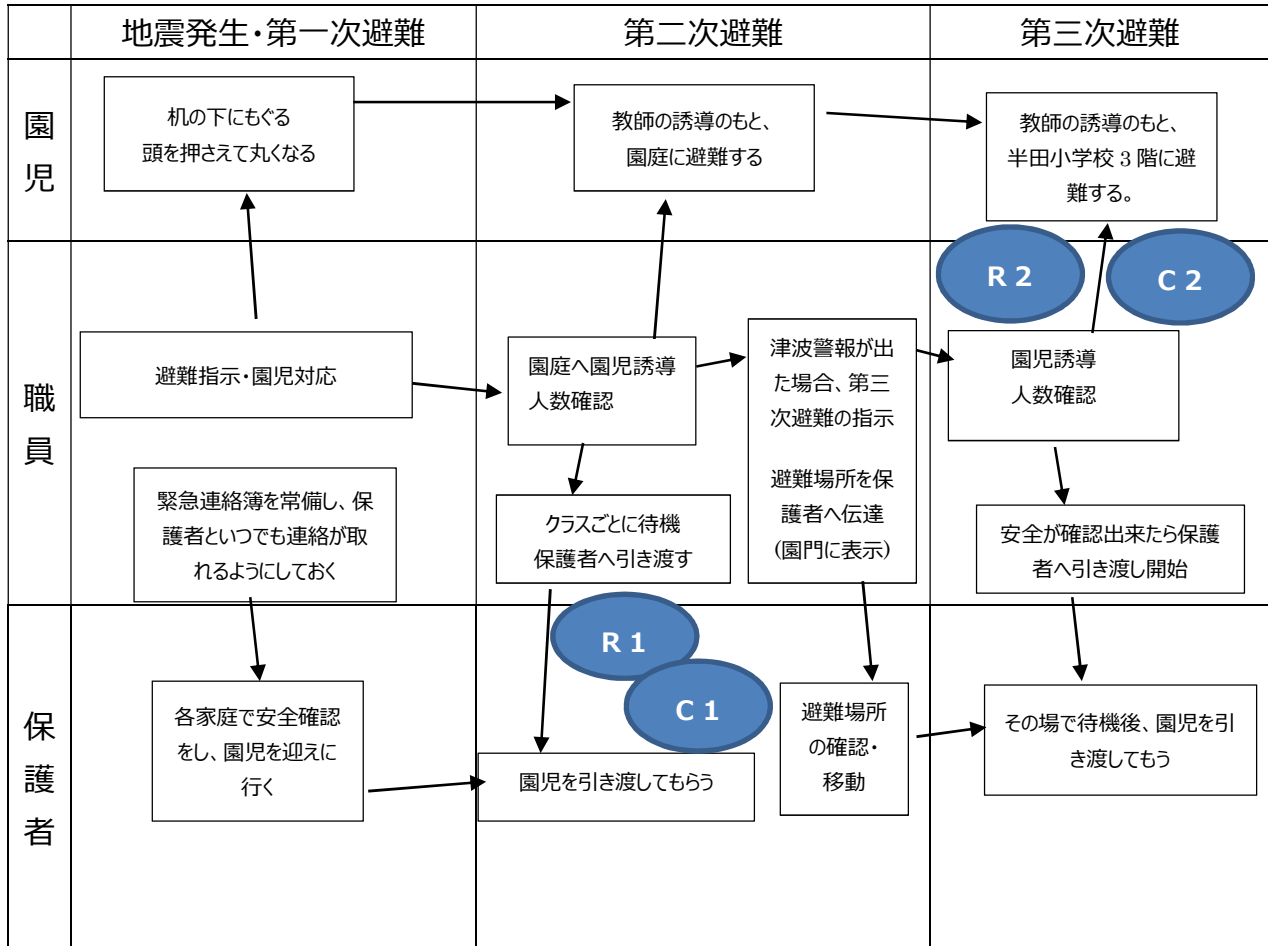 地震発生・第一次避難
第二次避難
第三次避難
園児
机の下にもぐる
頭を押さえて丸くなる
教師の誘導のもと、
園庭に避難する
教師の誘導のもと、
半田小学校 3 階に避
難する。
職員
避難指示・園児対応
園庭へ園児誘導
人数確認
津波警報が出
た場合、第三
次避難の指示
避難場所を保
護者へ伝達
(園門に表示)
R 2
C 2
園児誘導
人数確認
緊急連絡簿を常備し、保
護者といつでも連絡が取
れるようにしておく
クラスごとに待機
保護者へ引き渡す
安全が確認出来たら保護
者へ引き渡し開始
保護者
R 1
C 1
各家庭で安全確認
をし、園児を迎えに
行く
園児を引き渡してもらう
避難場所
の確認・
移動
その場で待機後、園児を引
き渡してもう